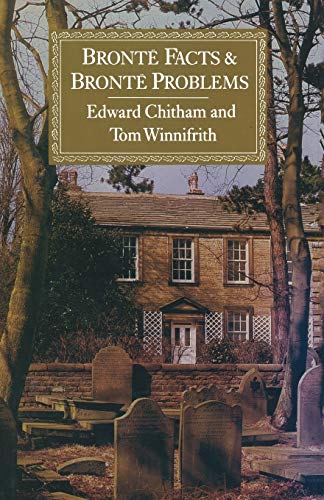 BRONTË FACTS &
BRONTË PROBLEMS
Edward Chitham and
Tom Winnifrith